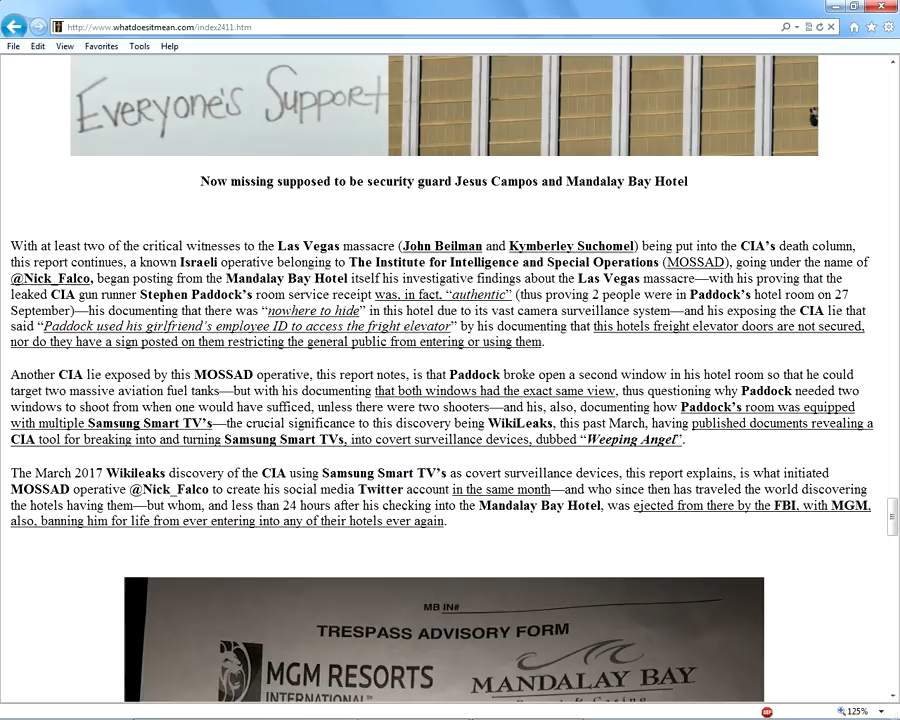 http://www.whatdoesitmean.com/index2411.htm
File Edit View Favorites Tools Help
Everyone's Support
Now missing supposed to be security guard Jesus Campos and Mandalay Bay Hotel
With at least two of the critical witnesses to the Las Vegas massacre (John Beilman and Kymberley Suchomel) being put into the CIA's death column,
this report continues, a known Israeli operative belonging to The Institute for Intelligence and Special Operations (MOSSAD), going under the name of
@Nick_Falco, began posting from the Mandalay Bay Hotel itself his investigative findings about the Las Vegas massacre—with his proving that the
leaked CIA gun runner Stephen Paddock's room service receipt was, in fact, “authentic” (thus proving 2 people were in Paddock's hotel room on 27
September)—his documenting that there was “nowhere to hide” in this hotel due to its vast camera surveillance system—and his exposing the CIA lie that
said “Paddock used his girlfriend's employee ID to access the fright elevator” by his documenting that this hotels freight elevator doors are not secured,
nor do they have a sign posted on them restricting the general public from entering or using them.
Another CIA lie exposed by this MOSSAD operative, this report notes, is that Paddock broke open a second window in his hotel room so that he could
target two massive aviation fuel tanks—but with his documenting that both windows had the exact same view, thus questioning why Paddock needed two
windows to shoot from when one would have sufficed, unless there were two shooters—and his, also, documenting how Paddock's room was equipped
with multiple Samsung Smart TV's—the crucial significance to this discovery being WikiLeaks, this past March, having published documents revealing a
CIA tool for breaking into and turning Samsung Smart TVs, into covert surveillance devices, dubbed “Weeping Angel”.
The March 2017 Wikileaks discovery of the CIA using Samsung Smart TV's as covert surveillance devices, this report explains, is what initiated
MOSSAD operative @Nick_Falco to create his social media Twitter account in the same month—and who since then has traveled the world discovering
the hotels having them—but whom, and less than 24 hours after his checking into the Mandalay Bay Hotel, was ejected from there by the FBI, with MGM,
also, banning him for life from ever entering into any of their hotels ever again.
MB IN#
TRESPASS ADVISORY FORM
MGM RESORTS
INTERNATIONAL™
MANDALAY BAY
ABP
125%